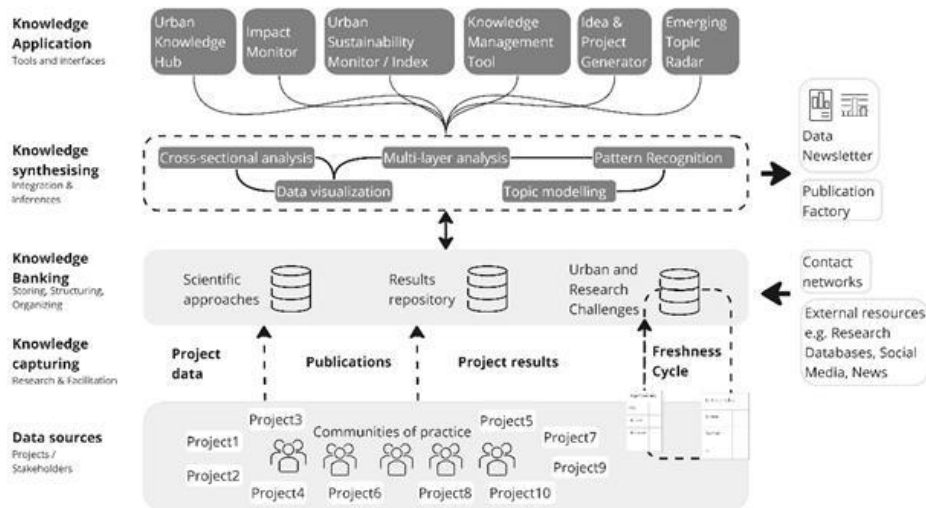 Knowledge
Application
Tools and interfaces
Urban
Knowledge
Hub
Impact
Monitor
Urban
Sustainability
Monitor / Index
Knowledge
Management
Tool
Idea &
Project
Generator
Emerging
Topic
Radar
Knowledge
synthesising
Integration &
Inferences
Cross-sectional analysis
Multi-layer analysis
Pattern Recognition
Data visualization
Topic modelling
Data
Newsletter
Publication
Factory
Knowledge
Banking
Storing, Structuring,
Organizing
Scientific
approaches
Results
repository
Urban and
Research
Challenges
Contact
networks
External resources
e.g. Research
Databases, Social
Media, News
Knowledge
capturing
Research & Facilitation
Project
data
Publications
Project results
Freshness
Cycle
Data sources
Projects /
Stakeholders
Communities of practice
Project1
Project2
Project3
Project4
Project6
Project8
Project5
Project10
Project7
Project9